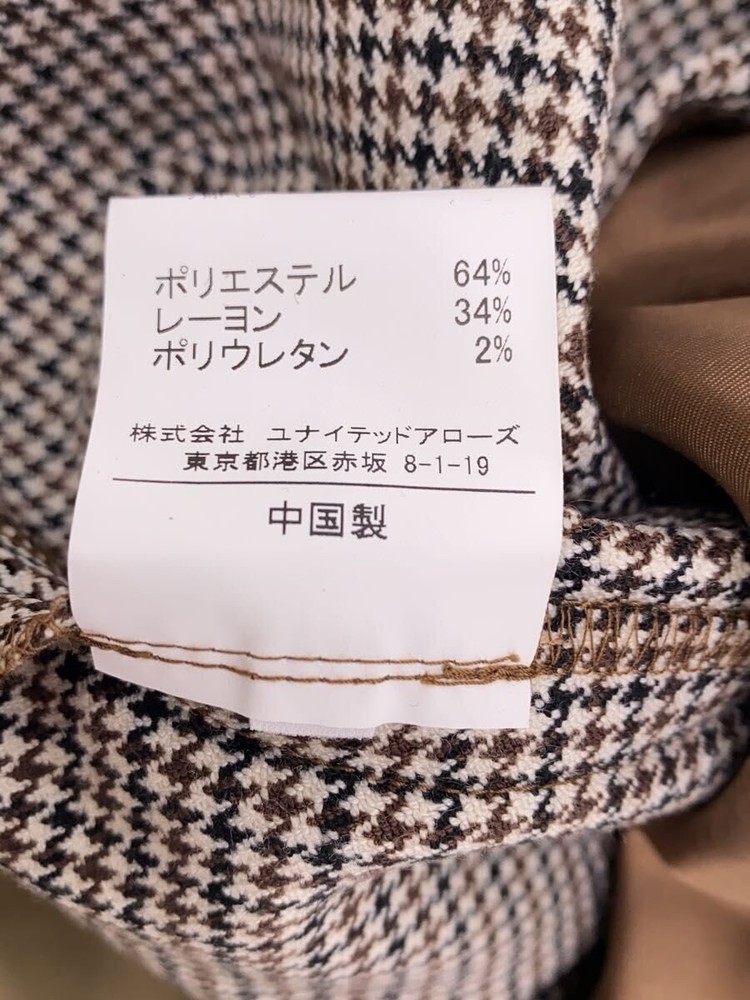 ポリエステル 64%
レーヨン 34%
ポリウレタン 2%
株式会社 ユナイテッドアローズ
東京都港区赤坂 8-1-19
中国製